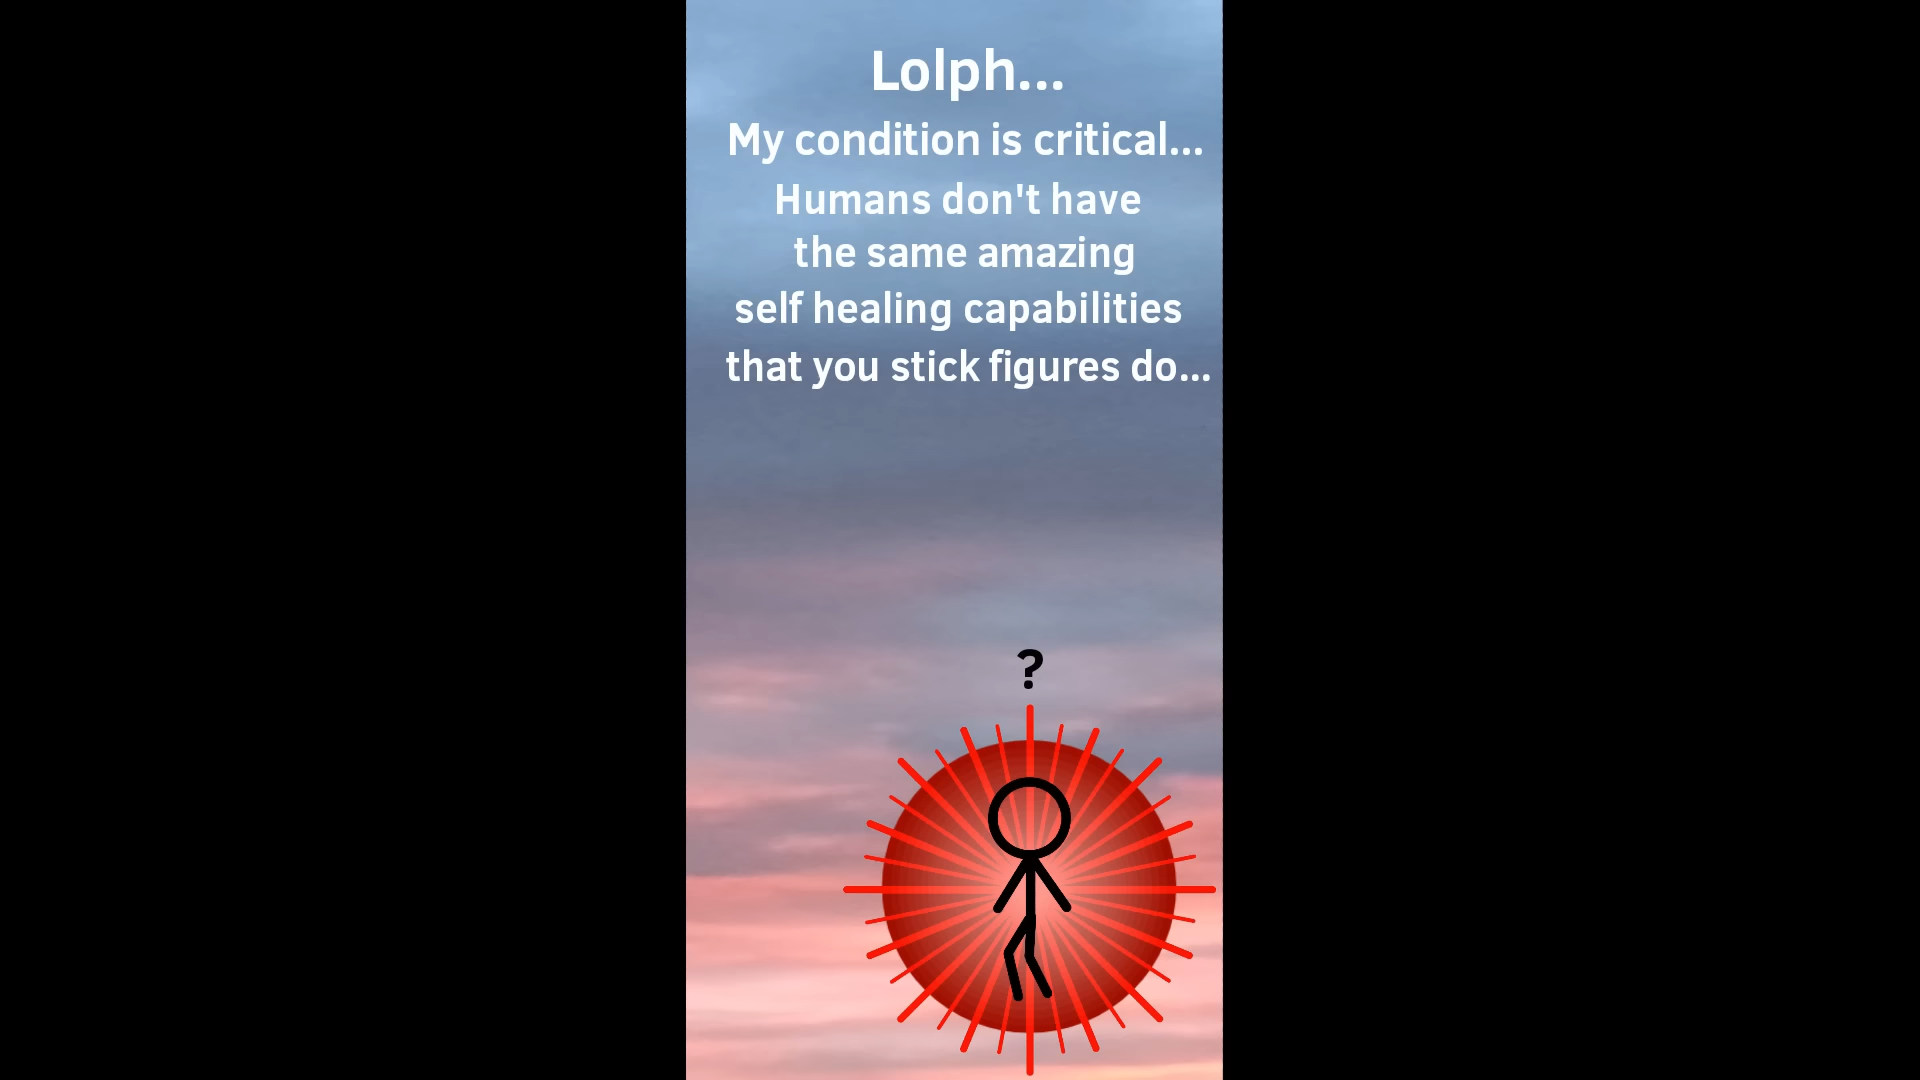 Lolph...
My condition is critical...
Humans don't have
the same amazing
self healing capabilities
that you stick figures do...
?